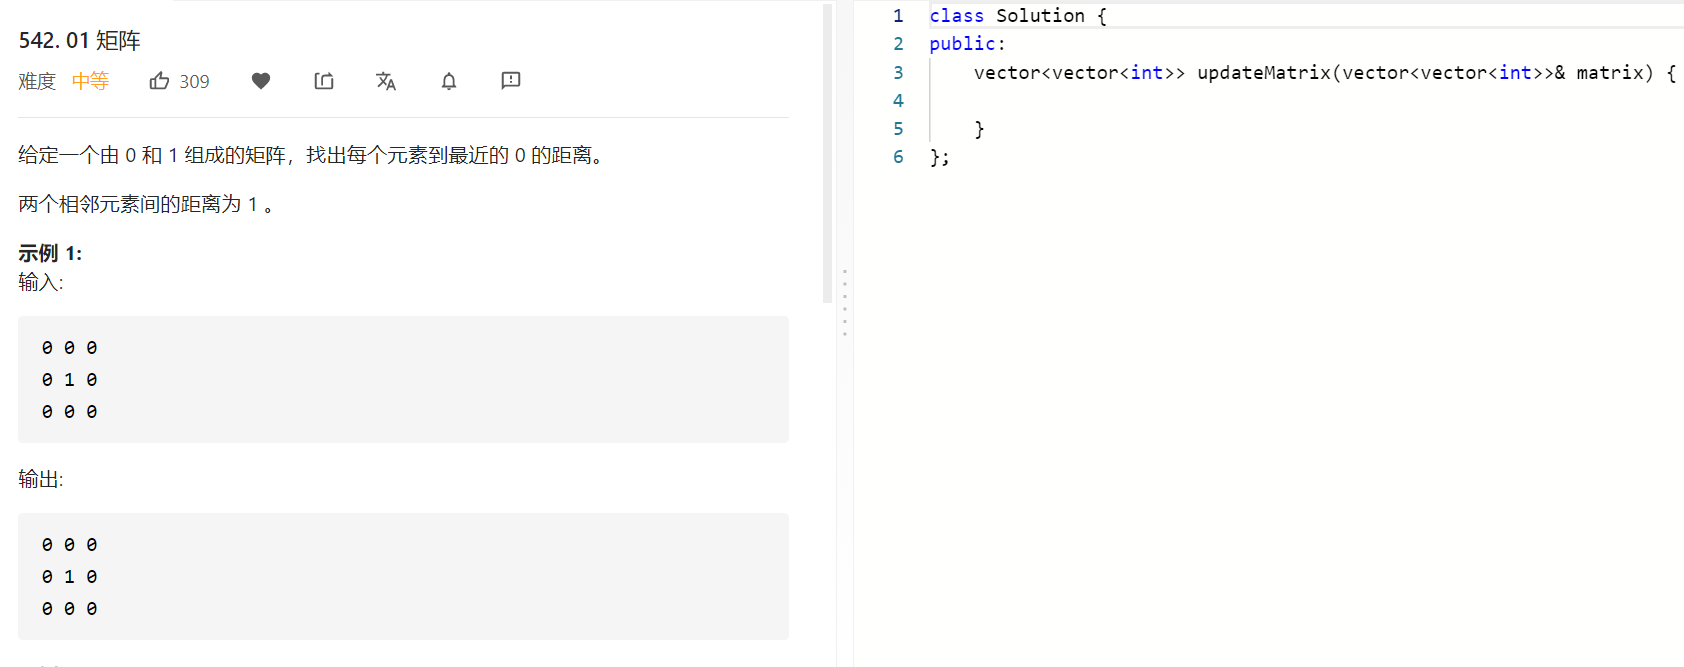 542. 01 矩阵
难度 中等 309
给定一个由 0 和 1 组成的矩阵，找出每个元素到最近的 0 的距离。
两个相邻元素间的距离为 1 。
示例 1:
输入:
0 0 0
0 1 0
0 0 0
输出:
0 0 0
0 1 0
0 0 0
1 class Solution {
2 public:
3     vector<vector<int>> updateMatrix(vector<vector<int>>& matrix) {
4
5     }
6 };